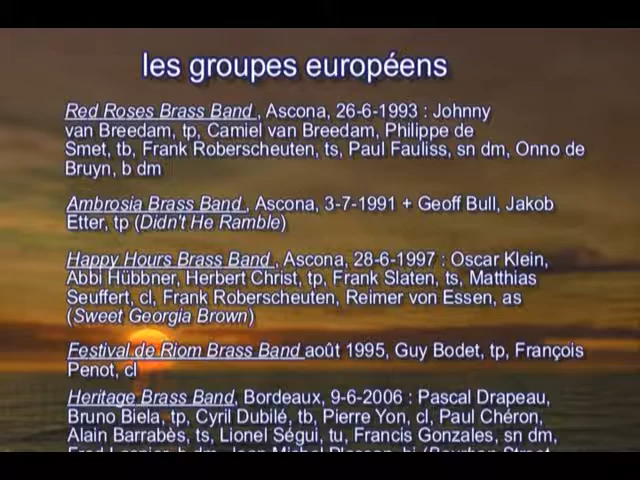 les groupes européens
Red Roses Brass Band , Ascona, 26-6-1993 : Johnny
van Breedam, tp, Camiel van Breedam, Philippe de
Smet, tb, Frank Roberscheuten, ts, Paul Fauliss, sn dm, Onno de
Bruyn, b dm
Ambrosia Brass Band , Ascona, 3-7-1991 + Geoff Bull, Jakob
Etter, tp (Didn't He Ramble)
Happy Hours Brass Band , Ascona, 28-6-1997 : Oscar Klein,
Abbi Hübbner, Herbert Christ, tp, Frank Slaten, ts, Matthias
Seuffert, cl, Frank Roberscheuten, Reimer von Essen, as
(Sweet Georgia Brown)
Festival de Riom Brass Band août 1995, Guy Bodet, tp, François
Penot, cl
Heritage Brass Band, Bordeaux, 9-6-2006 : Pascal Drapeau,
Bruno Biela, tp, Cyril Dubilé, tb, Pierre Yon, cl, Paul Chéron,
Alain Barrabès, ts, Lionel Ségui, tu, Francis Gonzales, sn dm,